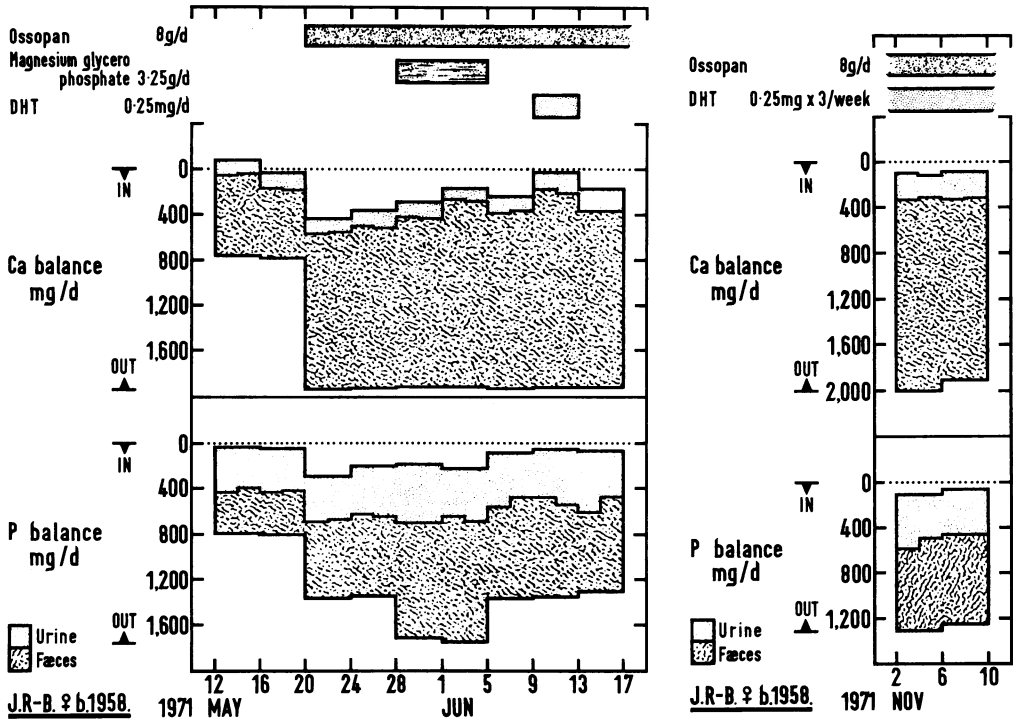 Ossopan 8g/d
Magnesium glycero
phosphate 3·25g/d
DHT 0·25mg/d
0
IN
400
800
Ca balance
mg/d
1,200
1,600
OUT
0
IN
400
P balance
mg/d
800
1,200
1,600
OUT
Urine
Fæces
12 16 20 24 28 1 5 9 13 17
J.R-B. ♀ b.1958. 1971 MAY JUN
Ossopan 8g/d
DHT 0·25mg x 3/week
0
IN
400
800
Ca balance
mg/d
1,200
1,600
OUT
2,000
0
IN
400
P balance
mg/d
800
OUT
1,200
Urine
Fæces
2 6 10
J.R-B. ♀ b.1958. 1971 NOV